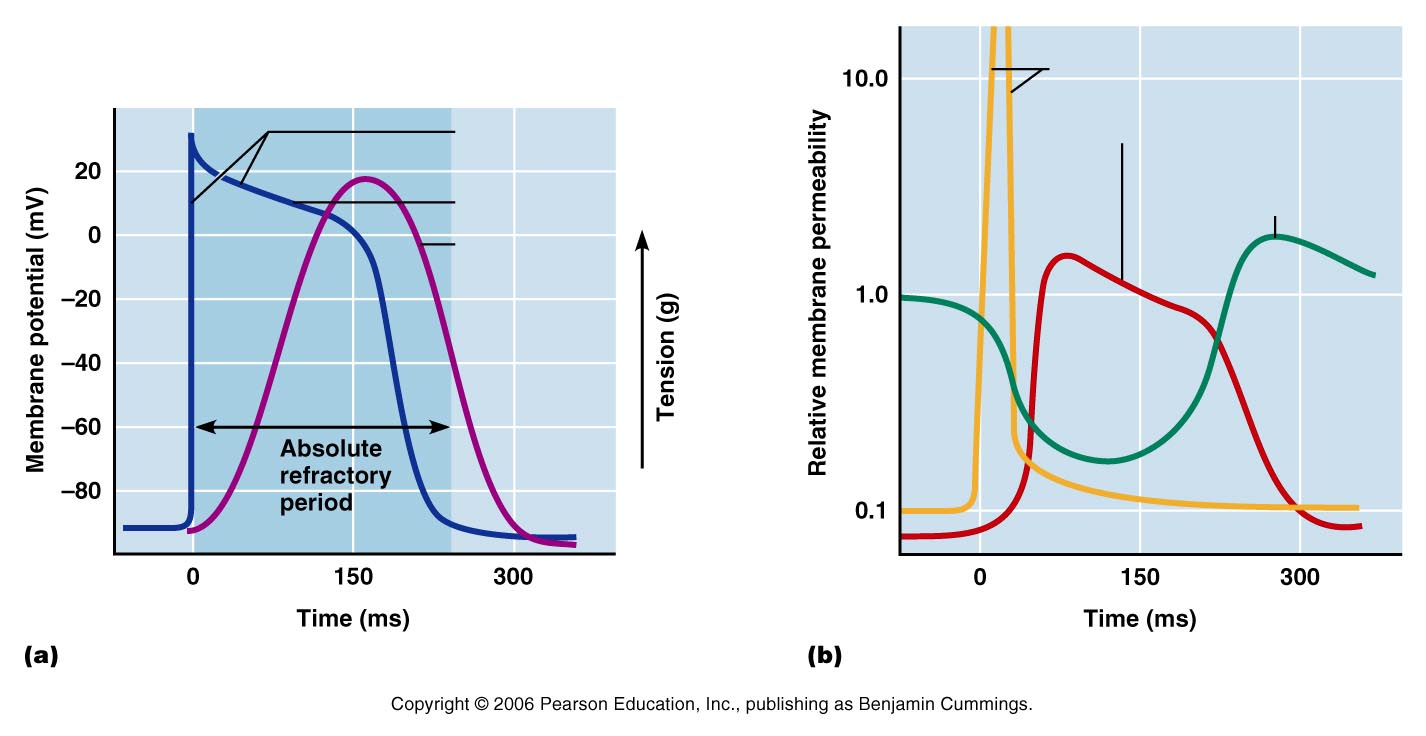 Membrane potential (mV)
20
0
–20
–40
–60
–80
Absolute
refractory
period
0
150
300
Time (ms)
Tension (g)
(a)
Relative membrane permeability
10.0
1.0
0.1
0
150
300
Time (ms)
(b)
Copyright © 2006 Pearson Education, Inc., publishing as Benjamin Cummings.